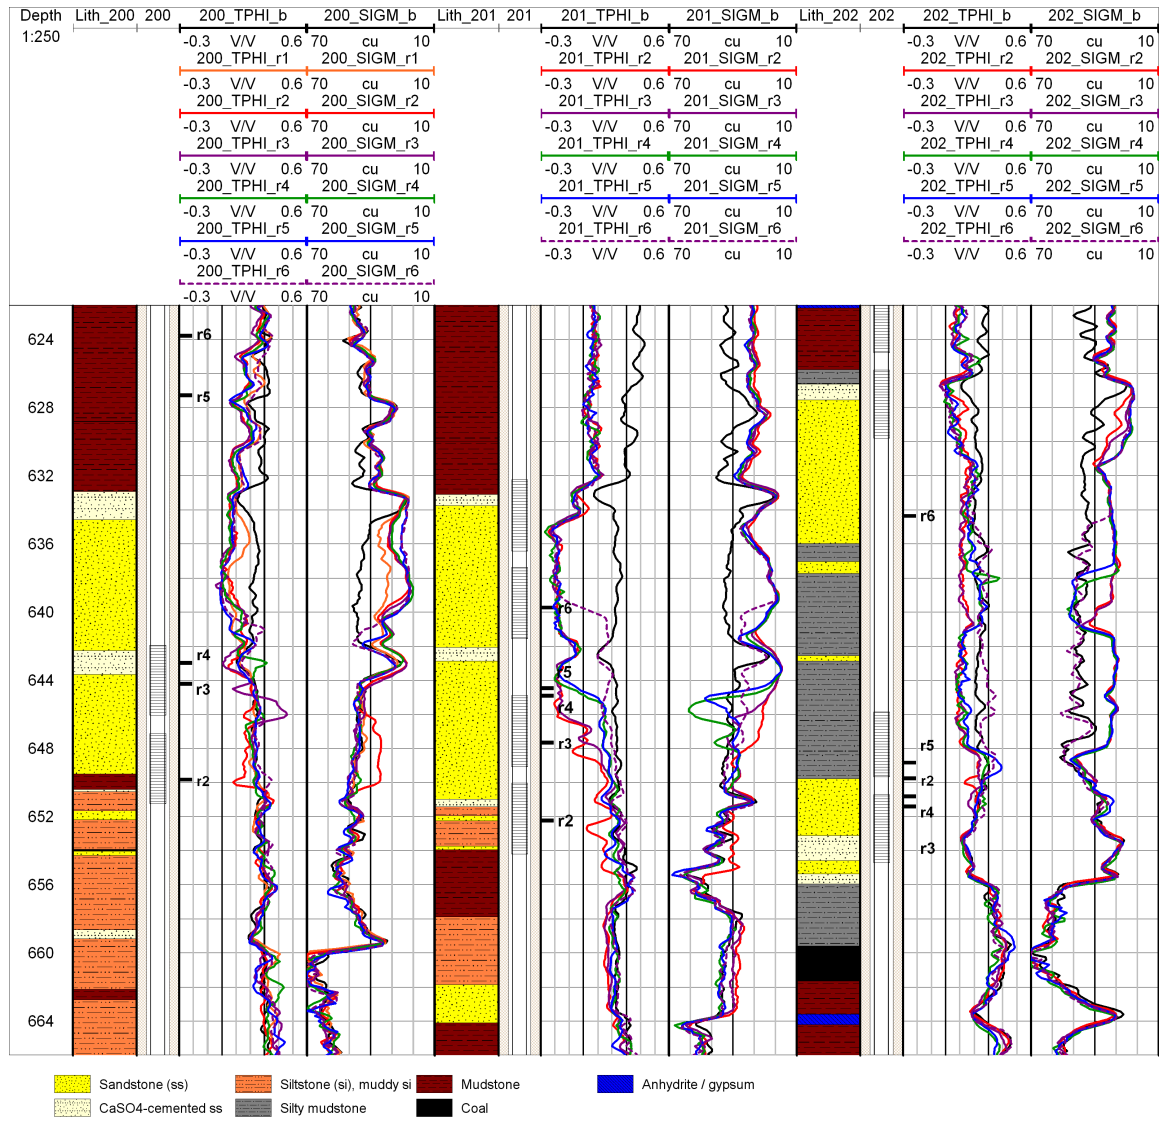 Depth Lith_200 200 200_TPHI_b 200_SIGM_b Lith_201 201 201_TPHI_b 201_SIGM_b Lith_202 202 202_TPHI_b 202_SIGM_b
1:250 -0.3 V/V 0.6 70 cu 10 -0.3 V/V 0.6 70 cu 10 -0.3 V/V 0.6 70 cu 10
200_TPHI_r1 200_SIGM_r1 201_TPHI_r2 201_SIGM_r2 202_TPHI_r2 202_SIGM_r2
-0.3 V/V 0.6 70 cu 10 -0.3 V/V 0.6 70 cu 10 -0.3 V/V 0.6 70 cu 10
200_TPHI_r2 200_SIGM_r2 201_TPHI_r3 201_SIGM_r3 202_TPHI_r3 202_SIGM_r3
-0.3 V/V 0.6 70 cu 10 -0.3 V/V 0.6 70 cu 10 -0.3 V/V 0.6 70 cu 10
200_TPHI_r3 200_SIGM_r3 201_TPHI_r4 201_SIGM_r4 202_TPHI_r4 202_SIGM_r4
-0.3 V/V 0.6 70 cu 10 -0.3 V/V 0.6 70 cu 10 -0.3 V/V 0.6 70 cu 10
200_TPHI_r4 200_SIGM_r4 201_TPHI_r5 201_SIGM_r5 202_TPHI_r5 202_SIGM_r5
-0.3 V/V 0.6 70 cu 10 -0.3 V/V 0.6 70 cu 10 -0.3 V/V 0.6 70 cu 10
200_TPHI_r5 200_SIGM_r5 201_TPHI_r6 201_SIGM_r6 202_TPHI_r6 202_SIGM_r6
-0.3 V/V 0.6 70 cu 10 -0.3 V/V 0.6 70 cu 10 -0.3 V/V 0.6 70 cu 10
200_TPHI_r6 200_SIGM_r6
-0.3 V/V 0.6 70 cu 10
624 r6
628 r5
632
636 r6
640 r6
644 r4 5
r3 r4
648 r3 r5
r2 r2
652 r2 r4
r3
656
660
664
Sandstone (ss) Siltstone (si), muddy si Mudstone Anhydrite / gypsum
CaSO4-cemented ss Silty mudstone Coal